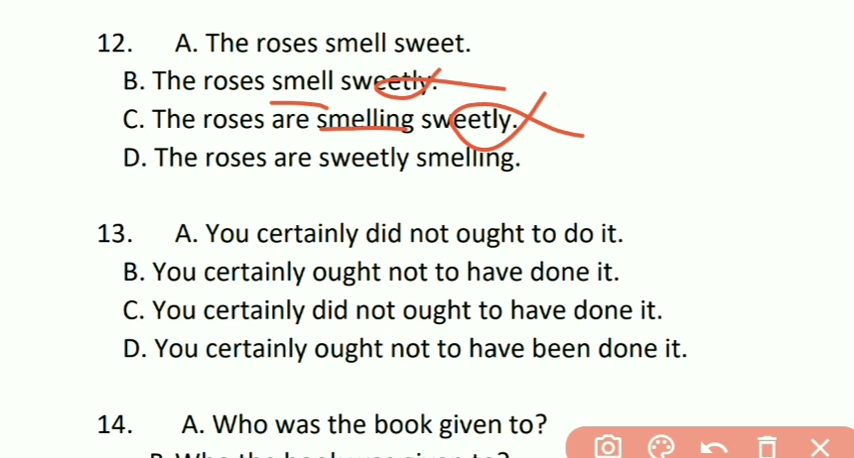 12. A. The roses smell sweet.
B. The roses smell sweetly.
C. The roses are smelling sweetly.
D. The roses are sweetly smelling.
13. A. You certainly did not ought to do it.
B. You certainly ought not to have done it.
C. You certainly did not ought to have done it.
D. You certainly ought not to have been done it.
14. A. Who was the book given to?